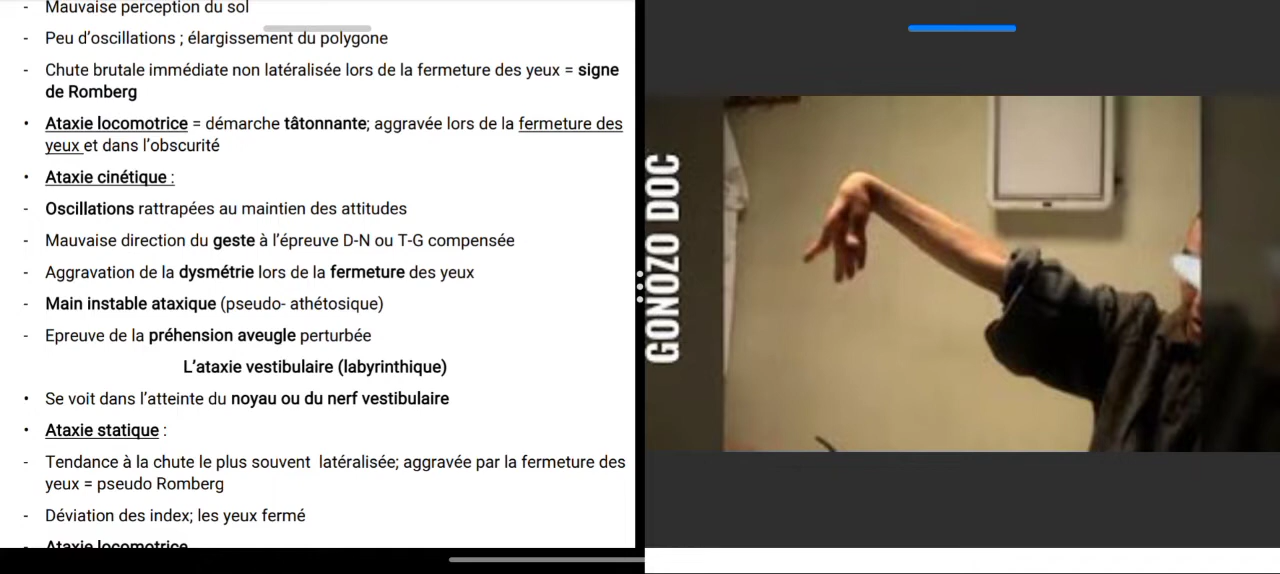 - Mauvaise perception du sol
- Peu d'oscillations ; élargissement du polygone
- Chute brutale immédiate non latéralisée lors de la fermeture des yeux = signe
de Romberg
• Ataxie locomotrice = démarche tâtonnante; aggravée lors de la fermeture des
yeux et dans l'obscurité
• Ataxie cinétique :
- Oscillations rattrapées au maintien des attitudes
- Mauvaise direction du geste à l'épreuve D-N ou T-G compensée
- Aggravation de la dysmétrie lors de la fermeture des yeux
- Main instable ataxique (pseudo- athétosique)
- Epreuve de la préhension aveugle perturbée
L'ataxie vestibulaire (labyrinthique)
• Se voit dans l'atteinte du noyau ou du nerf vestibulaire
• Ataxie statique :
- Tendance à la chute le plus souvent latéralisée; aggravée par la fermeture des
yeux = pseudo Romberg
- Déviation des index; les yeux fermé
• Ataxie locomotrice
GONOZO DOC